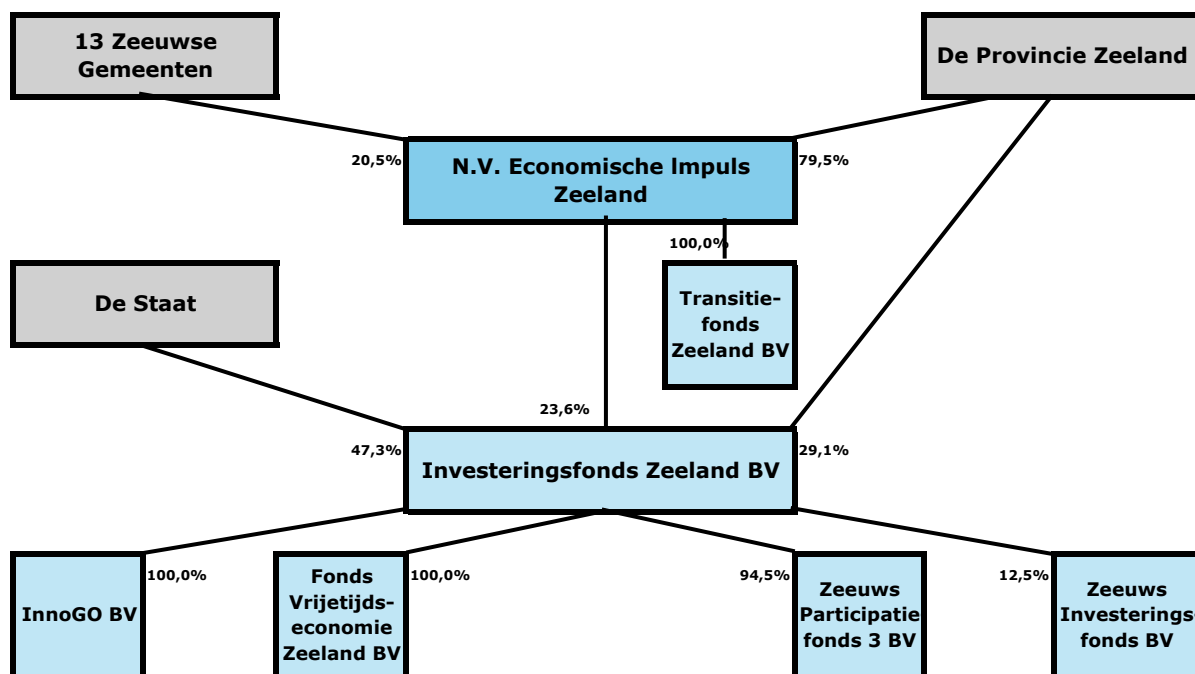 13 Zeeuwse
Gemeenten
De Provincie Zeeland
20,5%
N.V. Economische Impuls
Zeeland
79,5%
100,0%
De Staat
Transitie-
fonds
Zeeland BV
23,6%
47,3%
Investeringsfonds Zeeland BV
29,1%
InnoGO BV
100,0%
Fonds
Vrijetijds-
economie
Zeeland BV
100,0%
94,5%
Zeeuws
Participatie
fonds 3 BV
12,5%
Zeeuws
Investerings-
fonds BV